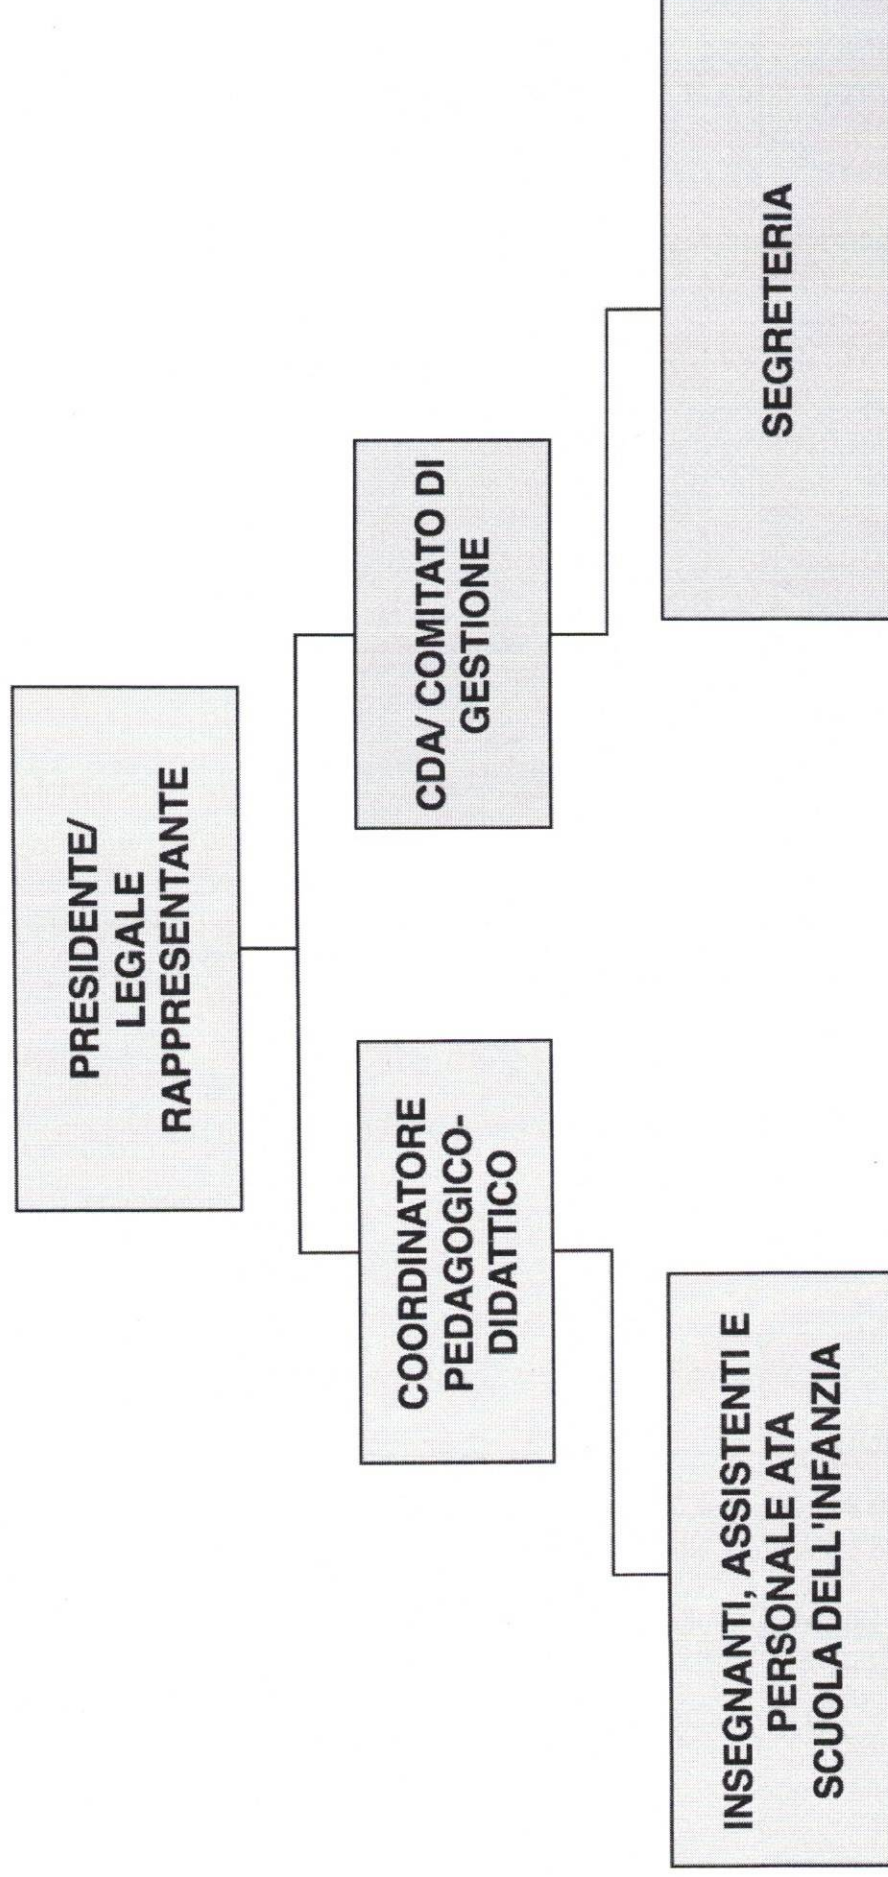 PRESIDENTE/
LEGALE
RAPPRESENTANTE
COORDINATORE
PEDAGOGICO-
DIDATTICO
CDA/ COMITATO DI
GESTIONE
INSEGNANTI, ASSISTENTI E
PERSONALE ATA
SCUOLA DELL'INFANZIA
SEGRETERIA